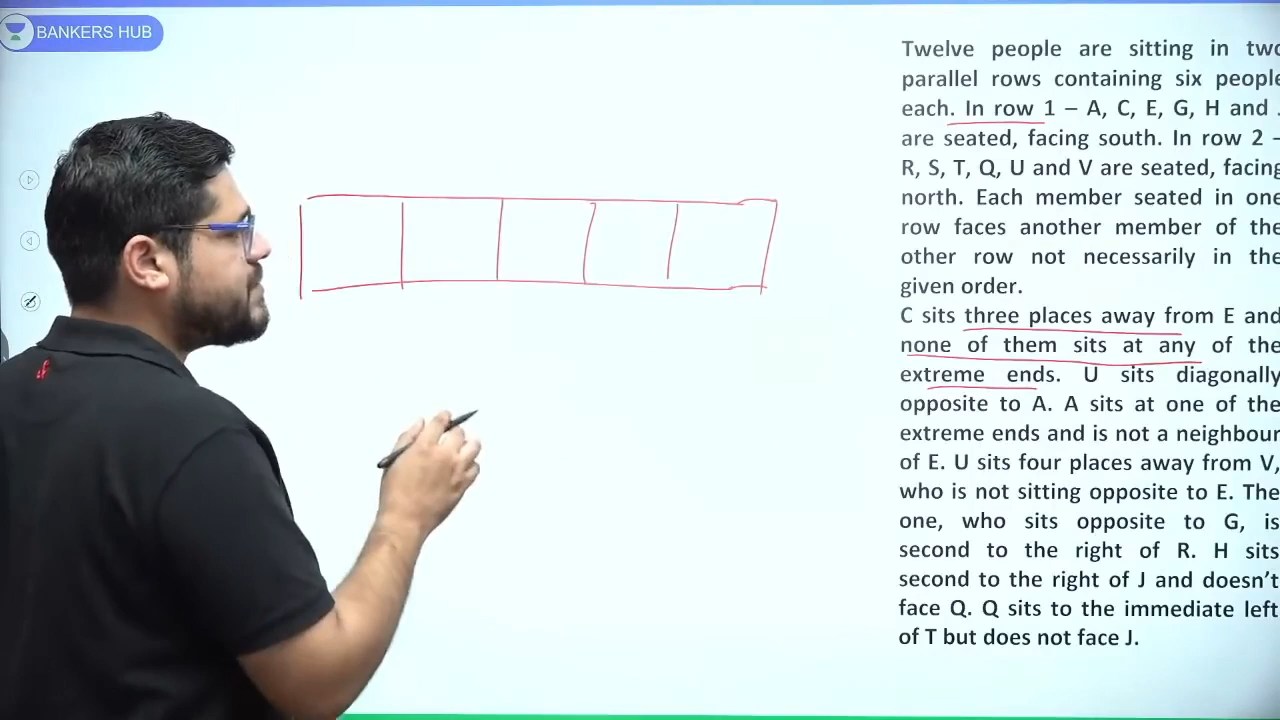 BANKERS HUB
Twelve people are sitting in two
parallel rows containing six people
each. In row 1 – A, C, E, G, H and
are seated, facing south. In row 2 –
R, S, T, Q, U and V are seated, facing
north. Each member seated in one
row faces another member of the
other row not necessarily in the
given order.
C sits three places away from E and
none of them sits at any of the
extreme ends. U sits diagonally
opposite to A. A sits at one of the
extreme ends and is not a neighbour
of E. U sits four places away from V,
who is not sitting opposite to E. The
one, who sits opposite to G, is
second to the right of R. H sits
second to the right of J and doesn’t
face Q. Q sits to the immediate left
of T but does not face J.